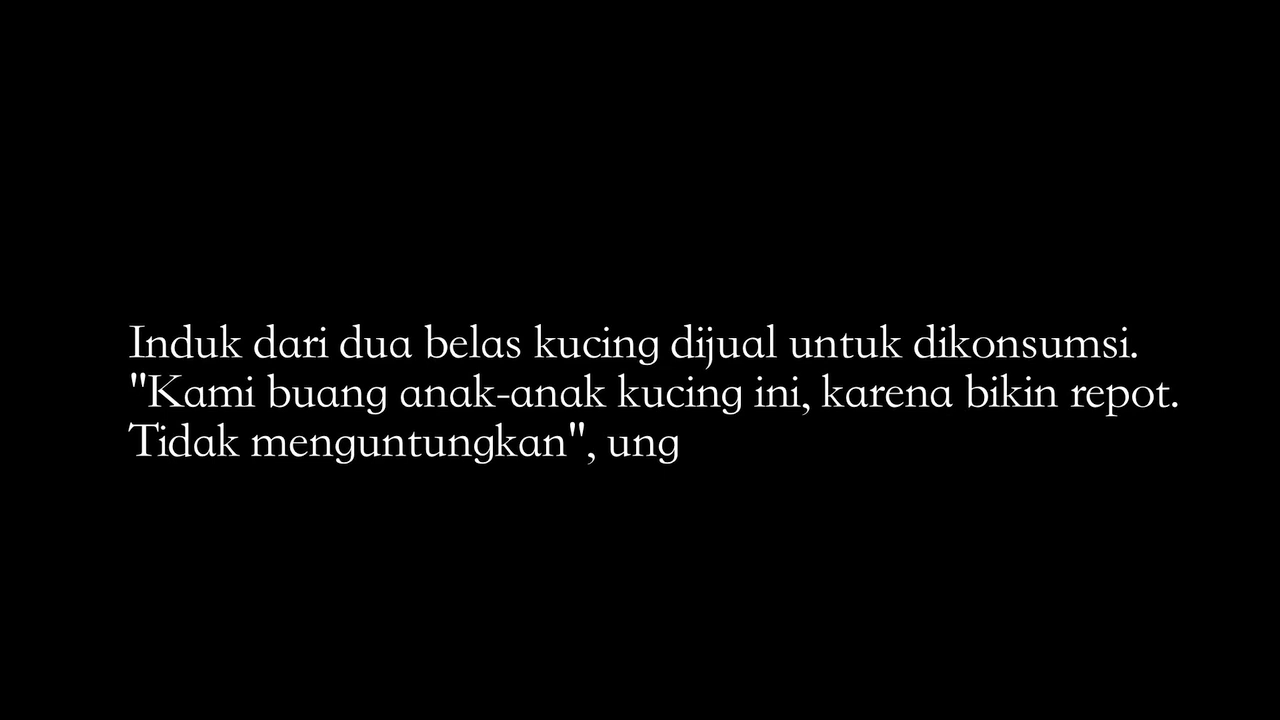 Induk dari dua belas kucing dijual untuk dikonsumsi.
"Kami buang anak-anak kucing ini, karena bikin repot.
Tidak menguntungkan", ung